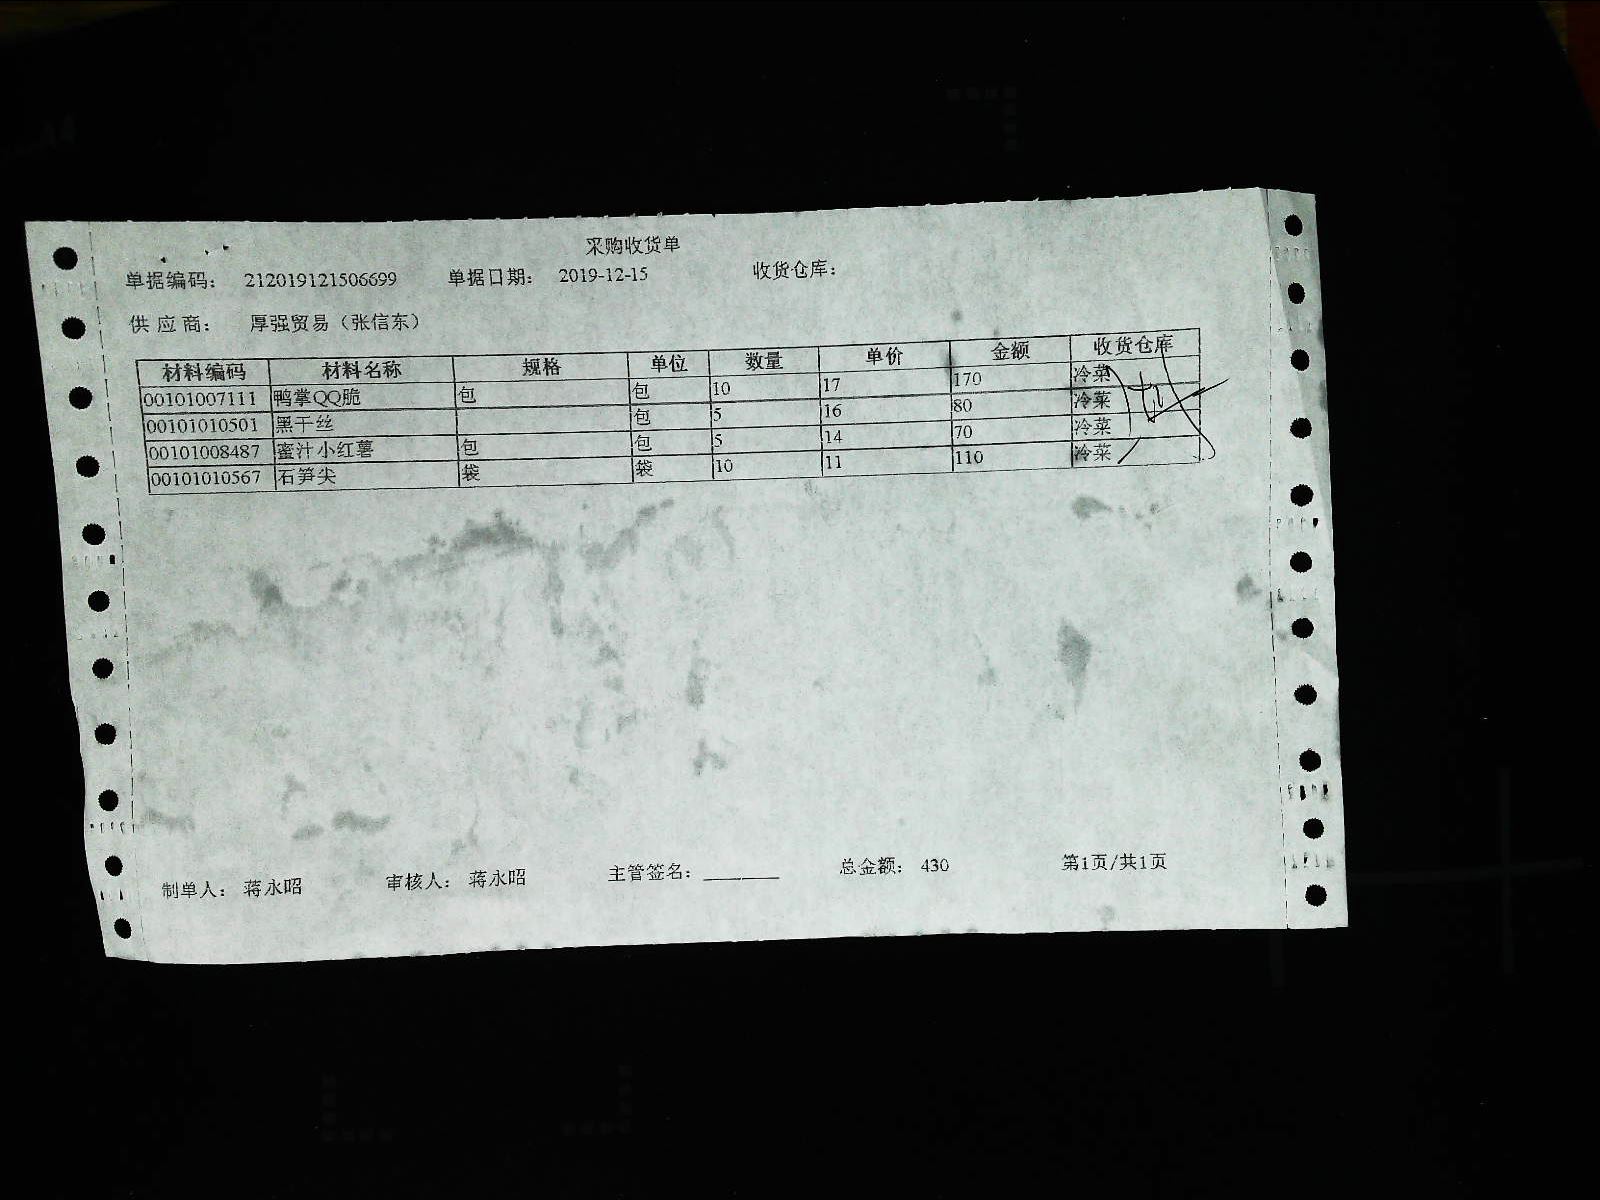 采购收货单
单据编码： 212019121506699 单据日期： 2019-12-15 收货仓库：
供 应 商： 厚强贸易（张信东）
材料编码 材料名称 规格 单位 数量 单价 金额 收货仓库
00101007111 鸭掌QQ脆 包 包 10 17 170 冷菜
00101010501 黑干丝 包 5 16 80 冷菜
00101008487 蜜汁小红薯 包 包 5 14 70 冷菜
00101010567 石笋尖 袋 袋 10 11 110 冷菜
制单人： 蒋永昭 审核人： 蒋永昭 主管签名：________ 总金额： 430 第1页/共1页